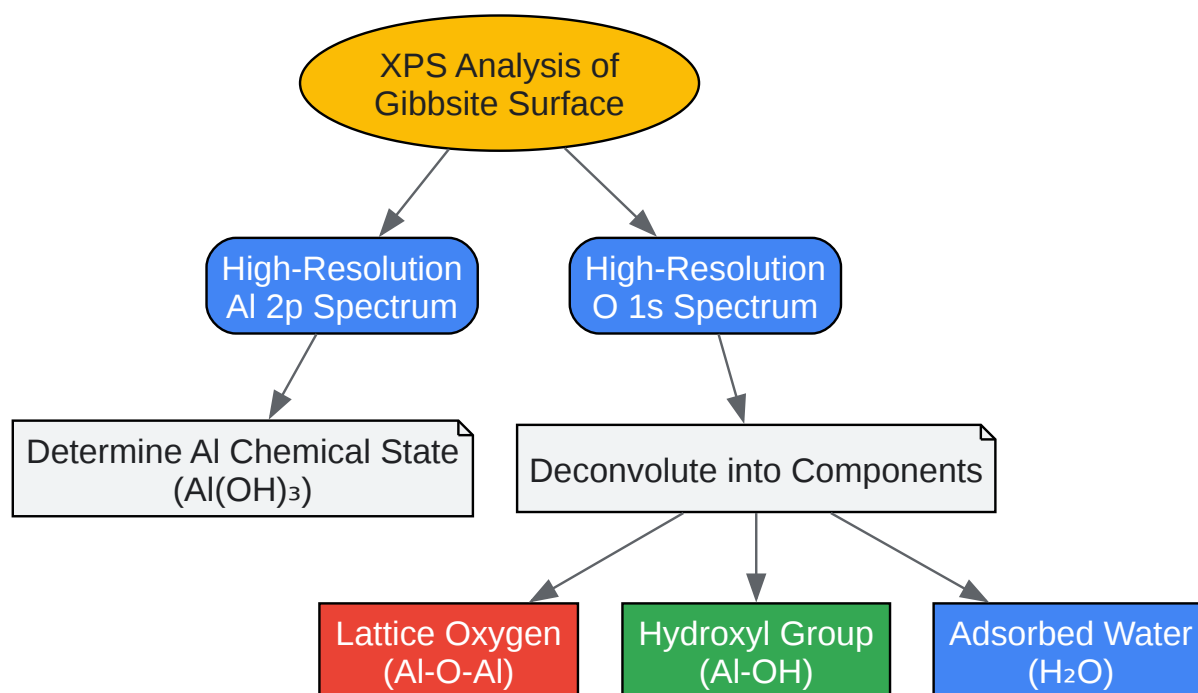 XPS Analysis of
Gibbsite Surface
High-Resolution
Al 2p Spectrum
High-Resolution
O 1s Spectrum
Determine Al Chemical State
(Al(OH)₃)
Deconvolute into Components
Lattice Oxygen
(Al-O-Al)
Hydroxyl Group
(Al-OH)
Adsorbed Water
(H₂O)